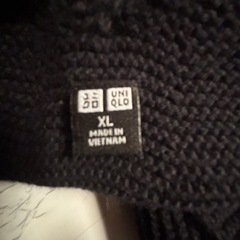 ユニ UNI
クロ QLO
XL
MADE IN
VIETNAM